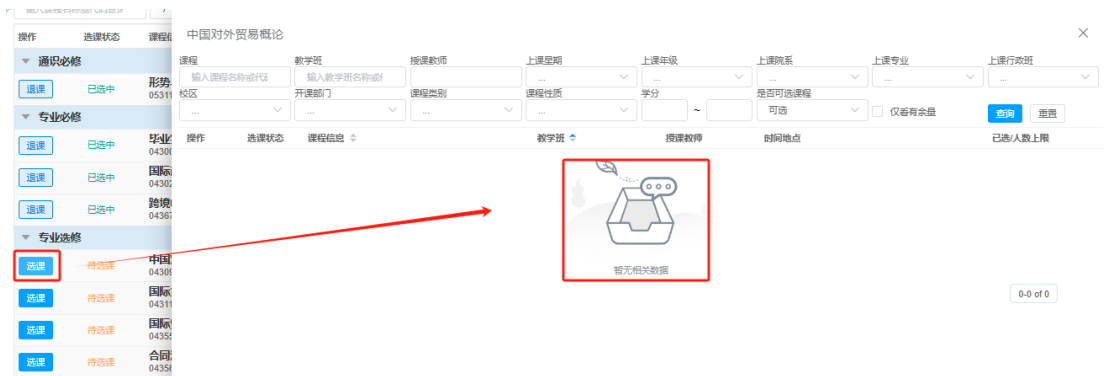 中国对外贸易概论
课程 教学班 授课教师 上课星期 上课年级 上课院系 上课专业 上课行政班
输入课程名称或代码 输入教学班名称或 ... ... ... ... ...
校区 开课部门 课程类别 课程性质 学分 是否可选课程
... ... ... ... ~ 可选 仅看有余量 查询 重置
操作 选课状态 课程信息 教学班 授课教师 时间地点 已选/人数上限
暂无相关数据
0-0 of 0
操作 选课状态 课程信
通识必修
退课 已选中 形势
05311
专业必修
退课 已选中 毕业
0430
退课 已选中 国际
04302
退课 已选中 跨境
04367
专业选修
选课 待选课 中国
04309
选课 待选课 国际
04311
选课 待选课 国际
04355
选课 待选课 合同
04356